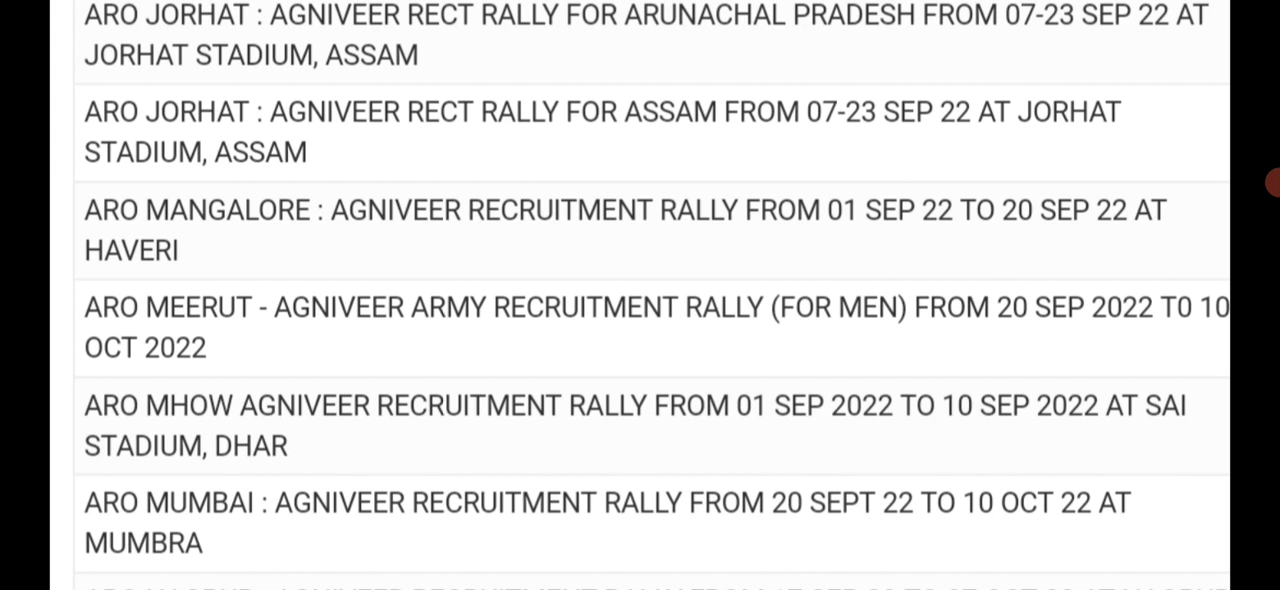 ARO JORHAT : AGNIVEER RECT RALLY FOR ARUNACHAL PRADESH FROM 07-23 SEP 22 AT
JORHAT STADIUM, ASSAM
ARO JORHAT : AGNIVEER RECT RALLY FOR ASSAM FROM 07-23 SEP 22 AT JORHAT
STADIUM, ASSAM
ARO MANGALORE : AGNIVEER RECRUITMENT RALLY FROM 01 SEP 22 TO 20 SEP 22 AT
HAVERI
ARO MEERUT - AGNIVEER ARMY RECRUITMENT RALLY (FOR MEN) FROM 20 SEP 2022 T0 10
OCT 2022
ARO MHOW AGNIVEER RECRUITMENT RALLY FROM 01 SEP 2022 TO 10 SEP 2022 AT SAI
STADIUM, DHAR
ARO MUMBAI : AGNIVEER RECRUITMENT RALLY FROM 20 SEPT 22 TO 10 OCT 22 AT
MUMBRA